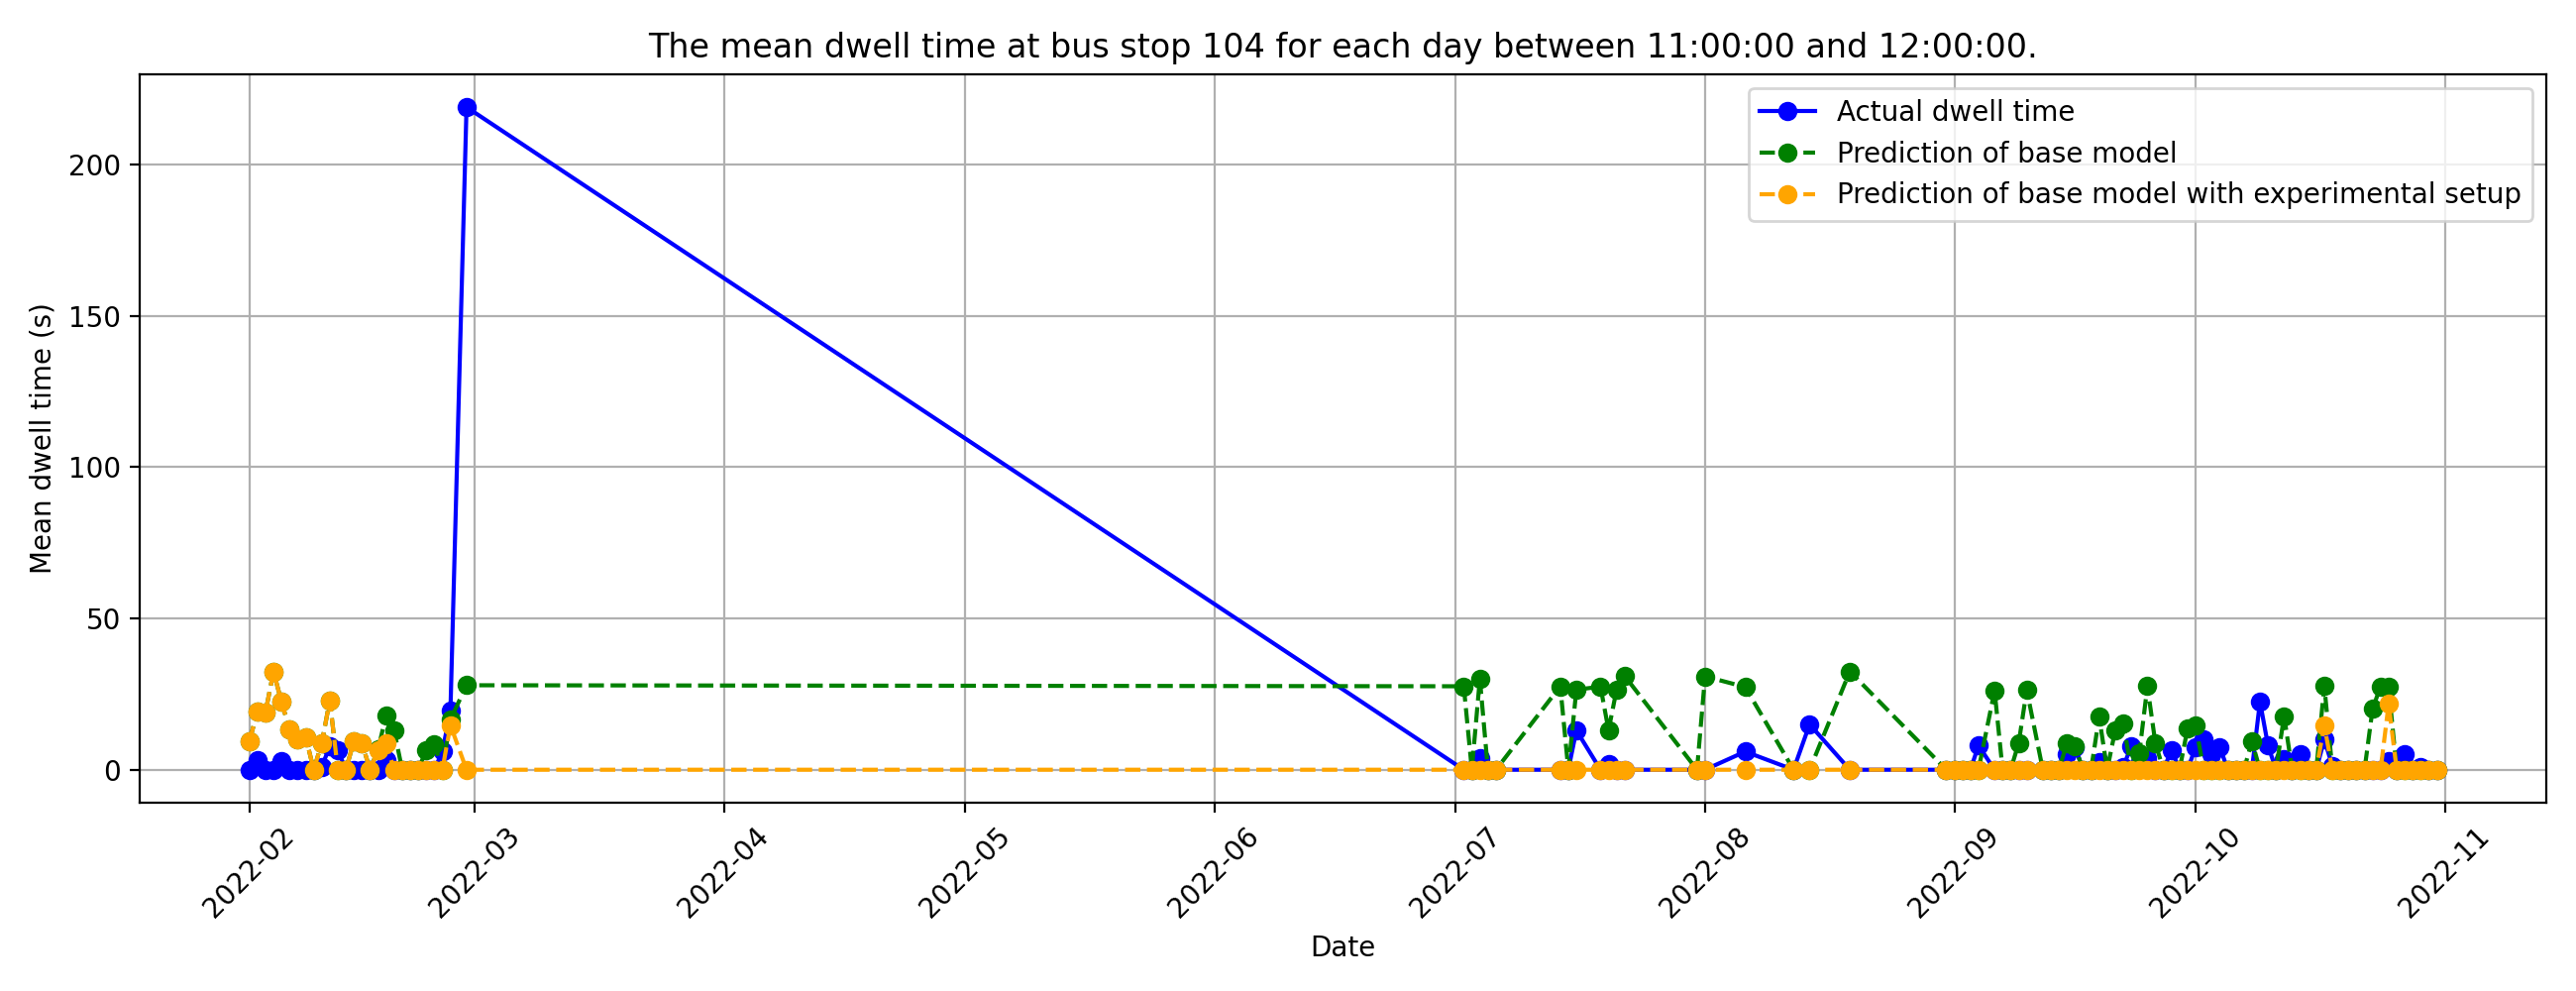 The mean dwell time at bus stop 104 for each day between 11:00:00 and 12:00:00.
Actual dwell time
Prediction of base model
Prediction of base model with experimental setup
Mean dwell time (s)
200
150
100
50
0
2022-02
2022-03
2022-04
2022-05
2022-06
2022-07
2022-08
2022-09
2022-10
2022-11
Date